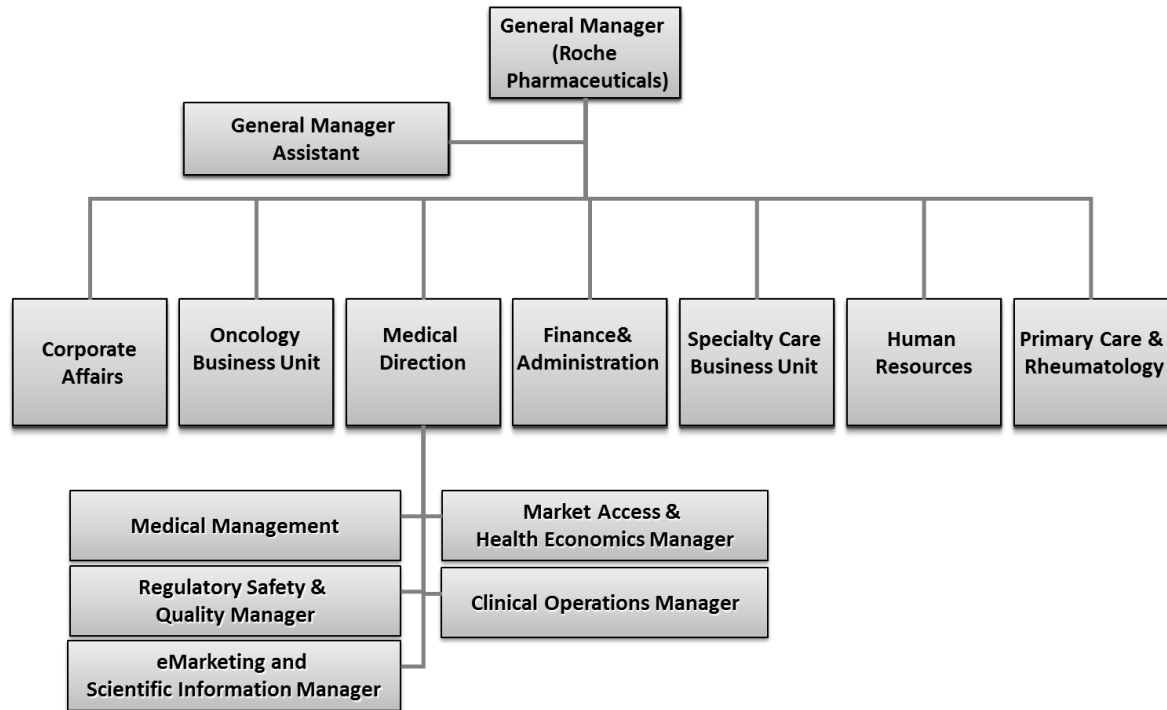 General Manager
(Roche
Pharmaceuticals)
General Manager
Assistant
Corporate
Affairs
Oncology
Business Unit
Medical
Direction
Finance&
Administration
Specialty Care
Business Unit
Human
Resources
Primary Care &
Rheumatology
Medical Management
Market Access &
Health Economics Manager
Regulatory Safety &
Quality Manager
Clinical Operations Manager
eMarketing and
Scientific Information Manager